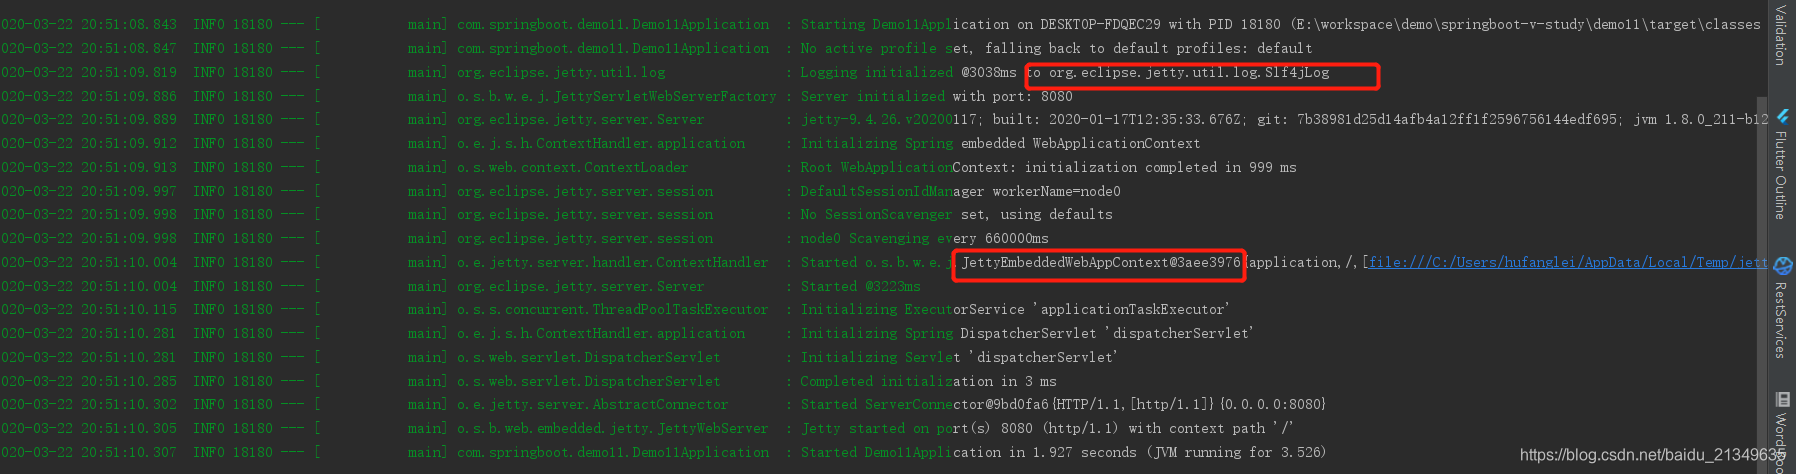 020-03-22 20:51:08.843  INFO 18180 --- [           main] com.springboot.demo11.Demo11Application  : Starting Demo11Application on DESKTOP-FDQEC29 with PID 18180 (E:\workspace\demo\springboot-v-study\demo11\target\classes
020-03-22 20:51:08.847  INFO 18180 --- [           main] com.springboot.demo11.Demo11Application  : No active profile set, falling back to default profiles: default
020-03-22 20:51:09.819  INFO 18180 --- [           main] org.eclipse.jetty.util.log               : Logging initialized @3038ms to org.eclipse.jetty.util.log.Slf4jLog
020-03-22 20:51:09.886  INFO 18180 --- [           main] o.s.b.w.e.j.JettyServletWebServerFactory : Server initialized with port: 8080
020-03-22 20:51:09.889  INFO 18180 --- [           main] org.eclipse.jetty.server.Server          : jetty-9.4.26.v20200117; built: 2020-01-17T12:35:33.676Z; git: 7b38981d25d14afb4a12ff1f2596756144edf695; jvm 1.8.0_211-b12
020-03-22 20:51:09.912  INFO 18180 --- [           main] o.e.j.s.h.ContextHandler.application     : Initializing Spring embedded WebApplicationContext
020-03-22 20:51:09.913  INFO 18180 --- [           main] o.s.web.context.ContextLoader            : Root WebApplicationContext: initialization completed in 999 ms
020-03-22 20:51:09.997  INFO 18180 --- [           main] org.eclipse.jetty.server.session         : DefaultSessionIdManager workerName=node0
020-03-22 20:51:09.998  INFO 18180 --- [           main] org.eclipse.jetty.server.session         : No SessionScavenger set, using defaults
020-03-22 20:51:09.998  INFO 18180 --- [           main] org.eclipse.jetty.server.session         : node0 Scavenging every 660000ms
020-03-22 20:51:10.004  INFO 18180 --- [           main] o.e.jetty.server.handler.ContextHandler  : Started o.s.b.w.e.j.JettyEmbeddedWebAppContext@3aee3976{application,/,[file:///C:/Users/hufanglei/AppData/Local/Temp/jett
020-03-22 20:51:10.004  INFO 18180 --- [           main] org.eclipse.jetty.server.Server          : Started @3223ms
020-03-22 20:51:10.115  INFO 18180 --- [           main] o.s.s.concurrent.ThreadPoolTaskExecutor  : Initializing ExecutorService 'applicationTaskExecutor'
020-03-22 20:51:10.281  INFO 18180 --- [           main] o.e.j.s.h.ContextHandler.application     : Initializing Spring DispatcherServlet 'dispatcherServlet'
020-03-22 20:51:10.281  INFO 18180 --- [           main] o.s.web.servlet.DispatcherServlet        : Initializing Servlet 'dispatcherServlet'
020-03-22 20:51:10.285  INFO 18180 --- [           main] o.s.web.servlet.DispatcherServlet        : Completed initialization in 3 ms
020-03-22 20:51:10.302  INFO 18180 --- [           main] o.e.jetty.server.AbstractConnector       : Started ServerConnector@9bd0fa6{HTTP/1.1,[http/1.1]}{0.0.0.0:8080}
020-03-22 20:51:10.305  INFO 18180 --- [           main] o.s.b.web.embedded.jetty.JettyWebServer  : Jetty started on port(s) 8080 (http/1.1) with context path '/'
020-03-22 20:51:10.307  INFO 18180 --- [           main] com.springboot.demo11.Demo11Application  : Started Demo11Application in 1.927 seconds (JVM running for 3.526)
Validation
Flutter Outline
RestServices
Word
https://blog.csdn.net/baidu_21349635